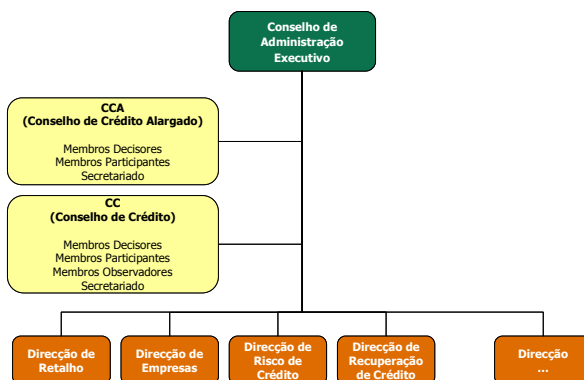 Conselho de
Administração
Executivo
CCA
(Conselho de Crédito Alargado)
Membros Decisores
Membros Participantes
Secretariado
CC
(Conselho de Crédito)
Membros Decisores
Membros Participantes
Membros Observadores
Secretariado
Direcção de
Retalho
Direcção de
Empresas
Direcção de
Risco de
Crédito
Direcção de
Recuperação
de Crédito
Direcção
...